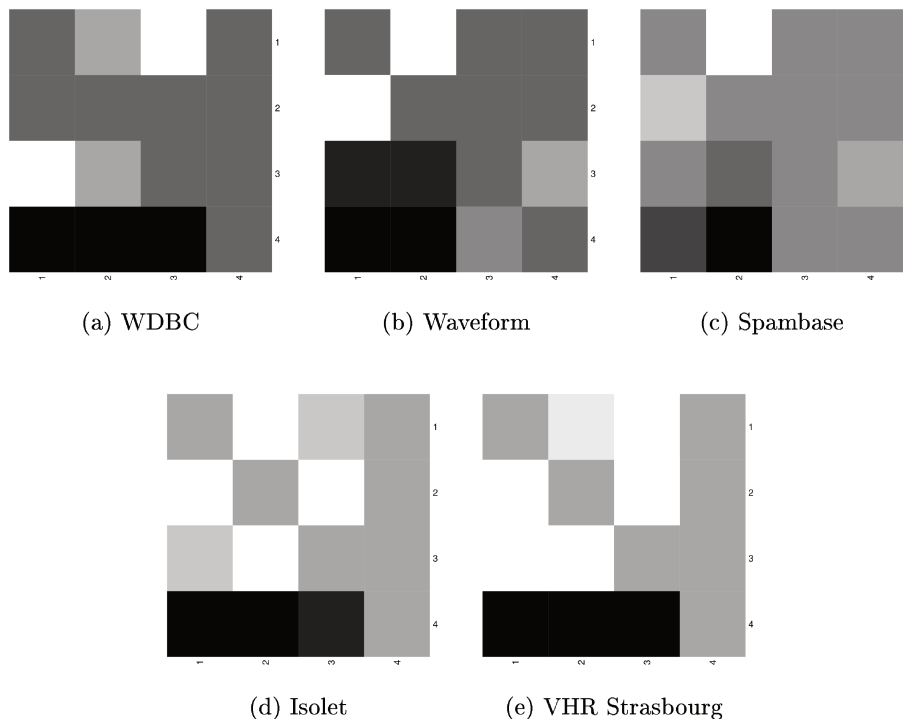 1 1 1
2 2 2
3 3 3
4 4 4
1 2 3 4 1 2 3 4 1 2 3 4
(a) WDBC (b) Waveform (c) Spambase
1 1
2 2
3 3
4 4
1 2 3 4 1 2 3 4
(d) Isolet (e) VHR Strasbourg